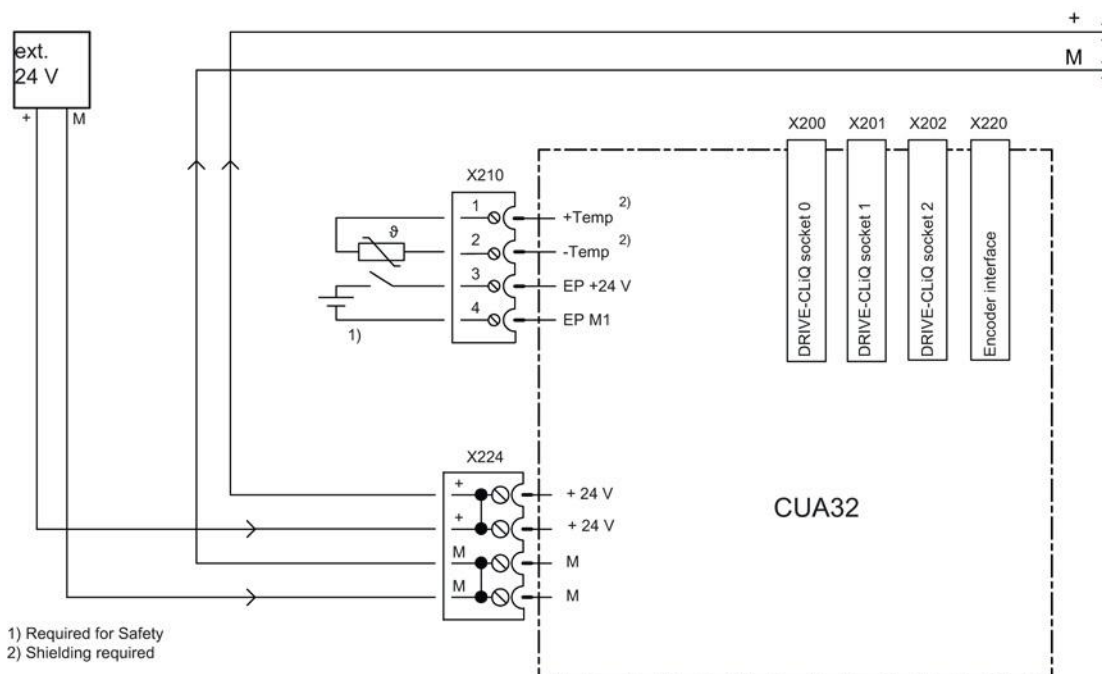 +
M
ext.
24 V
+ M
X200 X201 X202 X220
DRIVE-CLiQ socket 0
DRIVE-CLiQ socket 1
DRIVE-CLiQ socket 2
Encoder interface
X210
1 +Temp 2)
ϑ
2 -Temp 2)
3 EP +24 V
4 EP M1
1)
X224
+ + 24 V
+ + 24 V
M M
M M
CUA32
1) Required for Safety
2) Shielding required